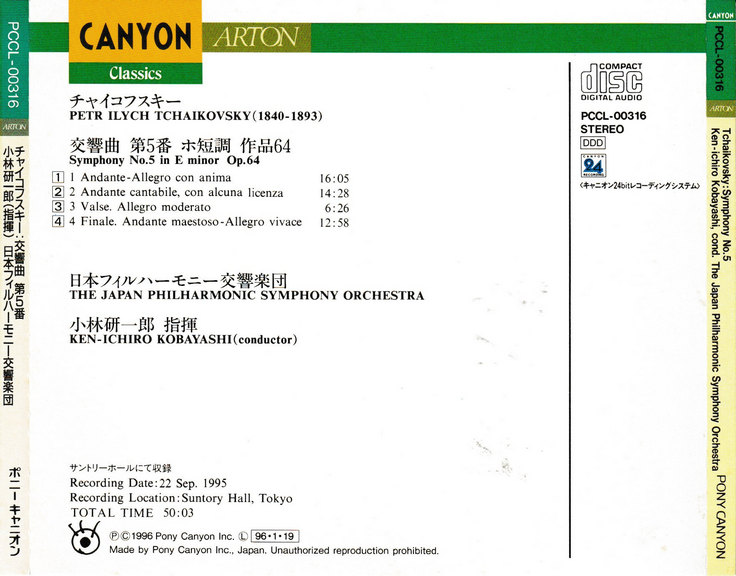 PCCL-00316
ARTON
チャイコフスキー：交響曲 第5番
小林研一郎（指揮） 日本フィルハーモニー交響楽団
ポニーキャニオン
CANYON
Classics
ARTON
チャイコフスキー
PETR ILYCH TCHAIKOVSKY(1840-1893)
交響曲 第5番 ホ短調 作品64
Symphony No.5 in E minor Op.64
1 1 Andante-Allegro con anima 16:05
2 2 Andante cantabile, con alcuna licenza 14:28
3 3 Valse. Allegro moderato 6:26
4 4 Finale. Andante maestoso-Allegro vivace 12:58
日本フィルハーモニー交響楽団
THE JAPAN PHILHARMONIC SYMPHONY ORCHESTRA
小林研一郎 指揮
KEN-ICHIRO KOBAYASHI(conductor)
サントリーホールにて収録
Recording Date:22 Sep. 1995
Recording Location:Suntory Hall, Tokyo
TOTAL TIME 50:03
Ⓟ©1996 Pony Canyon Inc. Ⓛ 96・1・19
Made by Pony Canyon Inc., Japan. Unauthorized reproduction prohibited.
COMPACT
disc
DIGITAL AUDIO
PCCL-00316
STEREO
DDD
CANYON
24
〈キャニオン24bitレコーディングシステム〉
CANYON
PCCL-00316
ARTON
Tchaikovsky:Symphony No.5
Ken-ichiro Kobayashi, cond. The Japan Philharmonic Symphony Orchestra
PONY CANYON